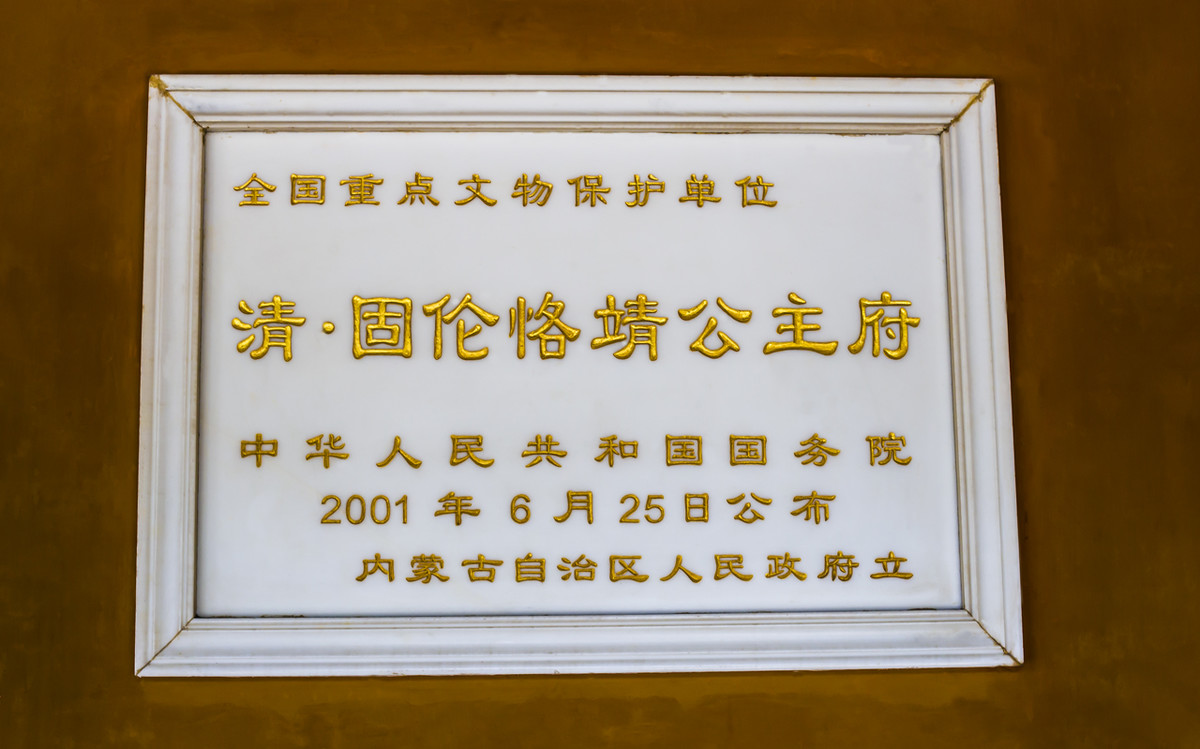 全国重点文物保护单位
清·固伦恪靖公主府
中华人民共和国国务院
2001年6月25日公布
内蒙古自治区人民政府立